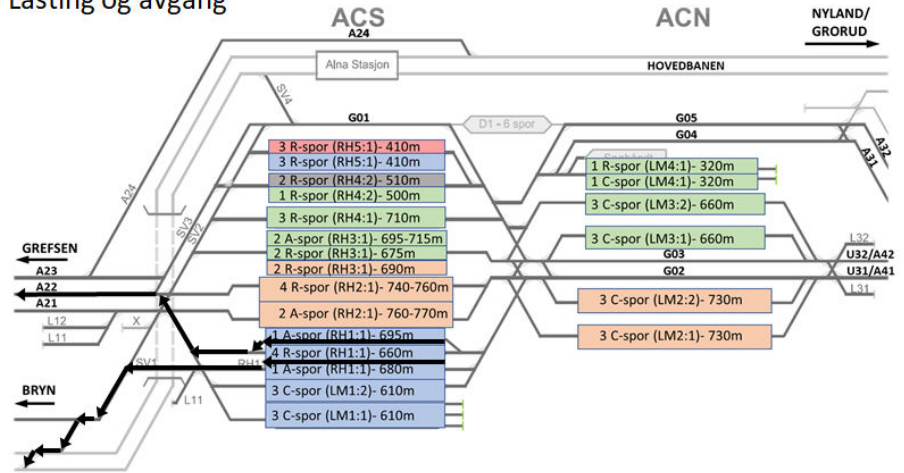 Lasting og avgang
ACS
ACN
NYLAND/
GRORUD
A24
Alna Stasjon
HOVEDBANEN
SV4
G01
D1 - 6 spor
G05
G04
A32
A31
3 R-spor (RH5:1)- 410m
3 R-spor (RH5:1)- 410m
2 R-spor (RH4:2)- 510m
1 R-spor (RH4:2)- 500m
3 R-spor (RH4:1)- 710m
2 A-spor (RH3:1)- 695-715m
2 R-spor (RH3:1)- 675m
2 R-spor (RH3:1)- 690m
4 R-spor (RH2:1)- 740-760m
2 A-spor (RH2:1)- 760-770m
1 A-spor (RH1:1)- 695m
4 R-spor (RH1:1)- 660m
RH1
1 A-spor (RH1:1)- 680m
3 C-spor (LM1:2)- 610m
3 C-spor (LM1:1)- 610m
1 R-spor (LM4:1)- 320m
1 C-spor (LM4:1)- 320m
3 C-spor (LM3:2)- 660m
3 C-spor (LM3:1)- 660m
G03
G02
3 C-spor (LM2:2)- 730m
3 C-spor (LM2:1)- 730m
L32
U32/A42
U31/A41
L31
A24
SV3
SV2
GREFSEN
A23
A22
A21
L12
X
L11
SV1
BRYN
L11